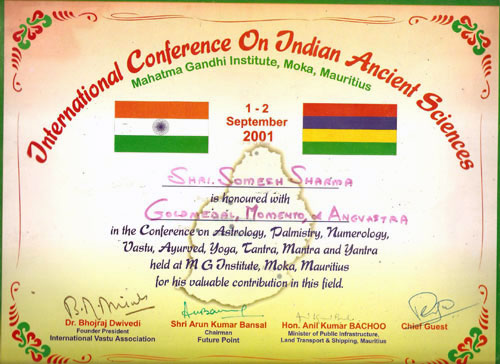 International Conference On Indian Ancient Sciences
Mahatma Gandhi Institute, Moka, Mauritius
1 - 2
September
2001
SHRI. SOMESH SHARMA
is honoured with
GOLDMEDAL, MOMENTO, & ANGVASTRA
in the Conference on Astrology, Palmistry, Numerology,
Vastu, Ayurved, Yoga, Tantra, Mantra and Yantra
held at M G Institute, Moka, Mauritius
for his valuable contribution in this field.
Dr. Bhojraj Dwivedi
Founder President
International Vastu Association
Shri Arun Kumar Bansal
Chairman
Future Point
Hon. Anil Kumar BACHOO
Minister of Public Infrastructure,
Land Transport & Shipping, Mauritius
Chief Guest